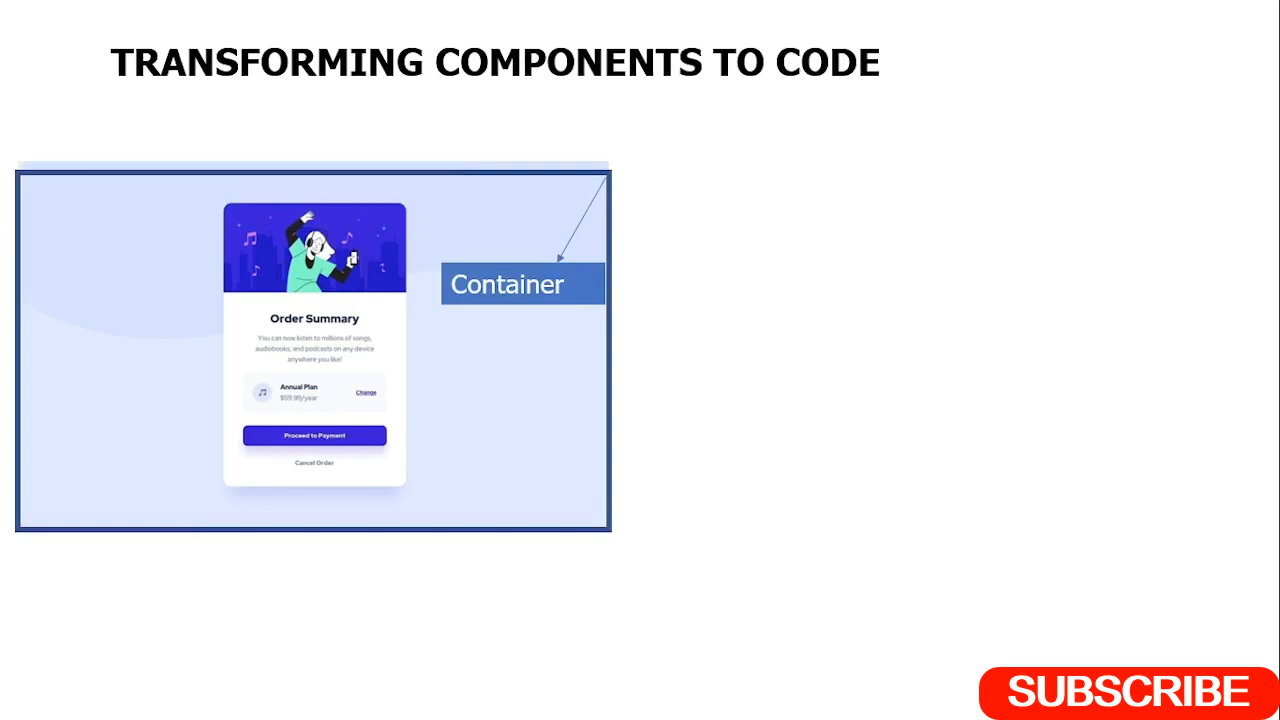 TRANSFORMING COMPONENTS TO CODE
Container
Order Summary
You can now listen to millions of songs,
audiobooks, and podcasts on any device
anywhere you like!
Annual Plan
$59.99/year
Change
Proceed to Payment
Cancel Order
SUBSCRIBE